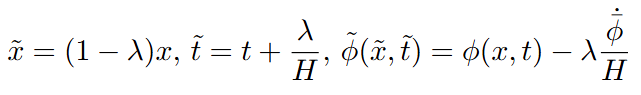 x̃ = (1 − λ)x, t̃ = t + λ/H, ϕ̃(x̃, t̃) = ϕ(x, t) − λ ϕ̄̇/H